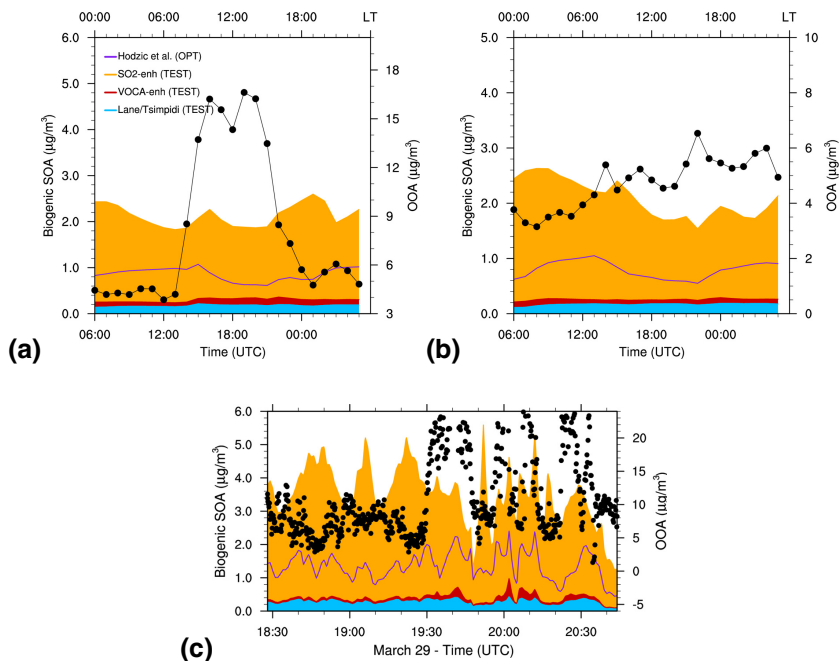 00:00 06:00 12:00 18:00 LT
6.0
5.0
4.0
3.0
2.0
1.0
0.0
Biogenic SOA (µg/m³)
Hodzic et al. (OPT)
SO2-enh (TEST)
VOCA-enh (TEST)
Lane/Tsimpidi (TEST)
18
15
12
9
6
3
OOA (µg/m³)
06:00 12:00 18:00 00:00
Time (UTC)
(a)
00:00 06:00 12:00 18:00 LT
5.0
4.0
3.0
2.0
1.0
0.0
Biogenic SOA (µg/m³)
10
8
6
4
2
0
OOA (µg/m³)
06:00 12:00 18:00 00:00
Time (UTC)
(b)
6.0
5.0
4.0
3.0
2.0
1.0
0.0
Biogenic SOA (µg/m³)
20
15
10
5
0
-5
OOA (µg/m³)
18:30 19:00 19:30 20:00 20:30
March 29 - Time (UTC)
(c)